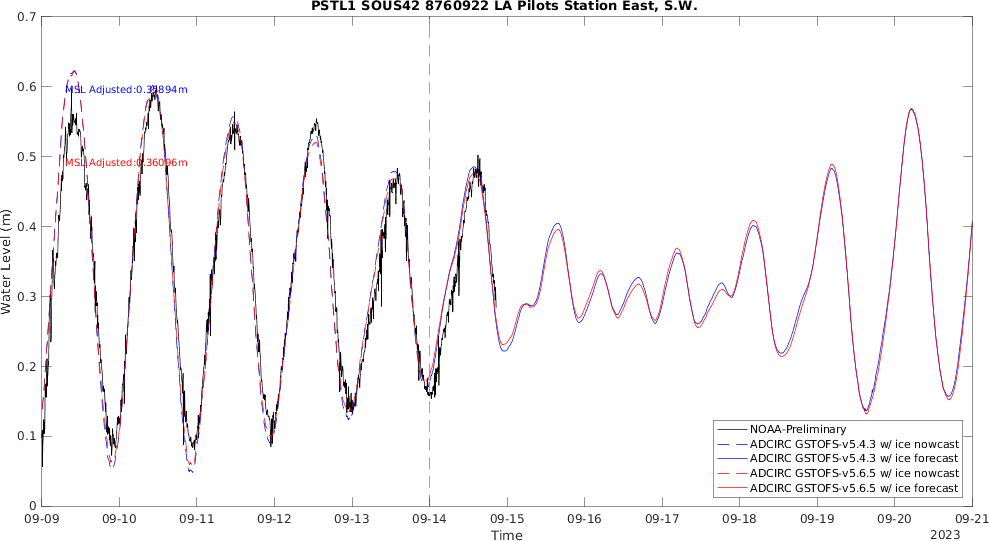 PSTL1 SOUS42 8760922 LA Pilots Station East, S.W.
0.7
0.6
0.5
0.4
0.3
0.2
0.1
0
Water Level (m)
MSL Adjusted:0.35894m
MSL Adjusted:0.36096m
NOAA-Preliminary
ADCIRC GSTOFS-v5.4.3 w/ ice nowcast
ADCIRC GSTOFS-v5.4.3 w/ ice forecast
ADCIRC GSTOFS-v5.6.5 w/ ice nowcast
ADCIRC GSTOFS-v5.6.5 w/ ice forecast
09-09 09-10 09-11 09-12 09-13 09-14 09-15 09-16 09-17 09-18 09-19 09-20 09-21
Time
2023